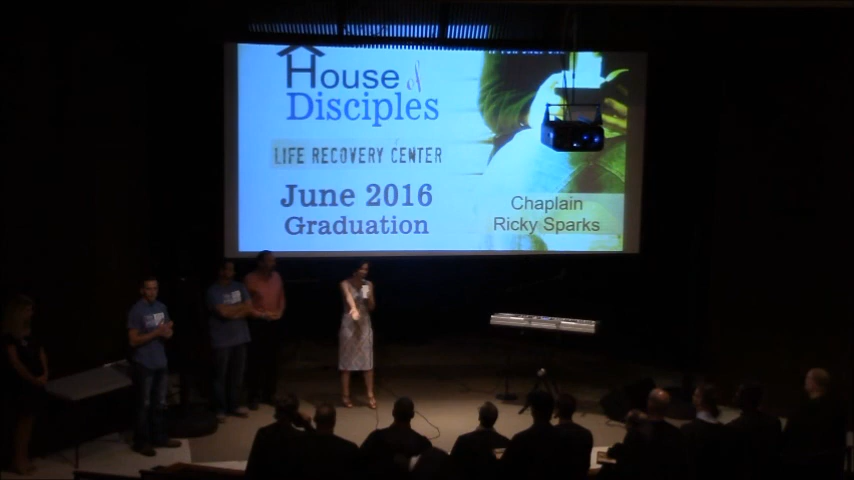 House of
Disciples
LIFE RECOVERY CENTER
June 2016
Graduation
Chaplain
Ricky Sparks